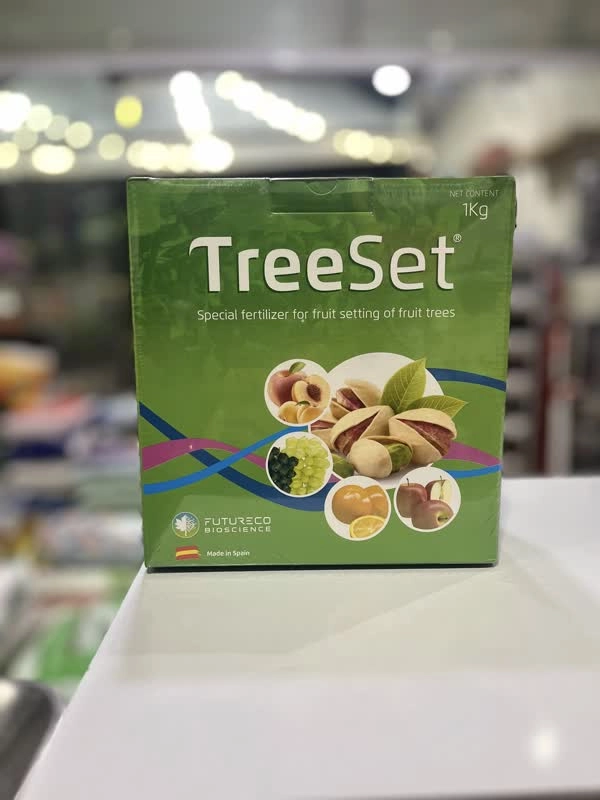 NET CONTENT
1Kg
TreeSet®
Special fertilizer for fruit setting of fruit trees
FUTURECO
BIOSCIENCE
Made in Spain